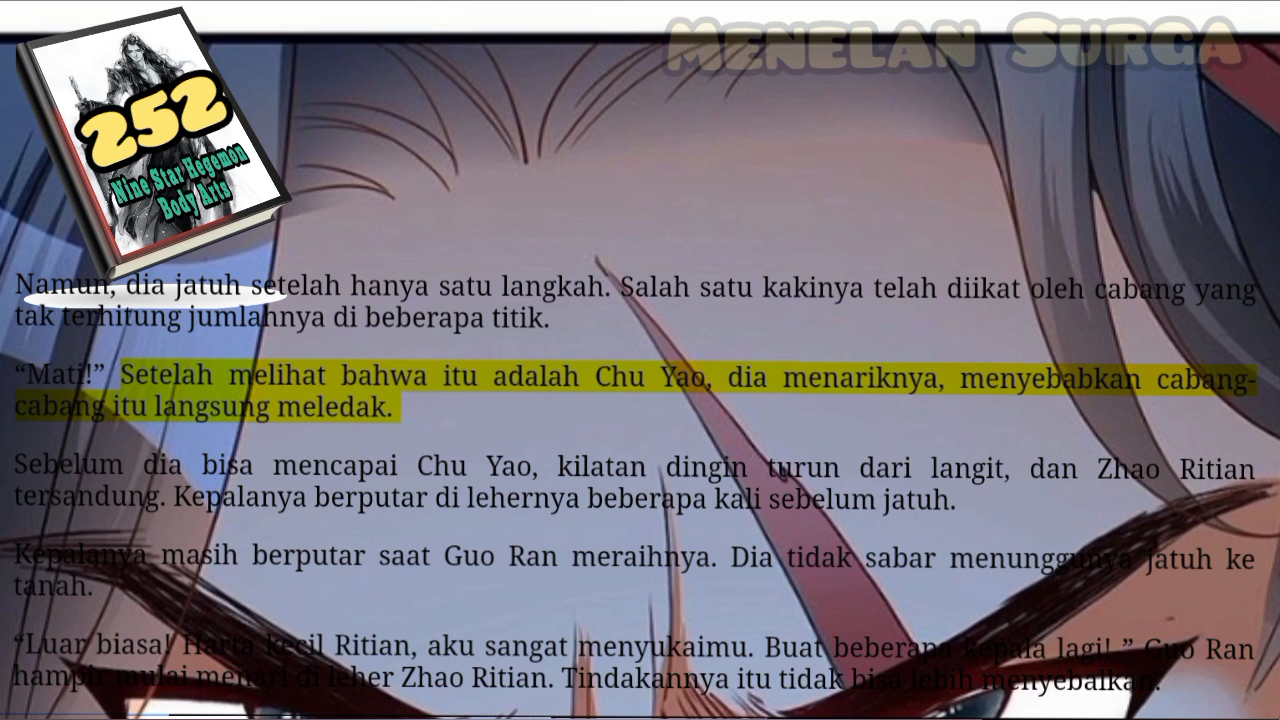 MENELAN SURGA
252
Nine Star Hegemon
Body Arts
Namun, dia jatuh setelah hanya satu langkah. Salah satu kakinya telah diikat oleh cabang yang
tak terhitung jumlahnya di beberapa titik.
“Mati!” Setelah melihat bahwa itu adalah Chu Yao, dia menariknya, menyebabkan cabang-
cabang itu langsung meledak.
Sebelum dia bisa mencapai Chu Yao, kilatan dingin turun dari langit, dan Zhao Ritian
tersandung. Kepalanya berputar di lehernya beberapa kali sebelum jatuh.
Kepalanya masih berputar saat Guo Ran meraihnya. Dia tidak sabar menunggunya jatuh ke
tanah.
“Luar biasa! Harta kecil Ritian, aku sangat menyukaimu. Buat beberapa kepala lagi! ” Guo Ran
hampir mulai menari di leher Zhao Ritian. Tindakannya itu tidak bisa lebih menyebalkan.